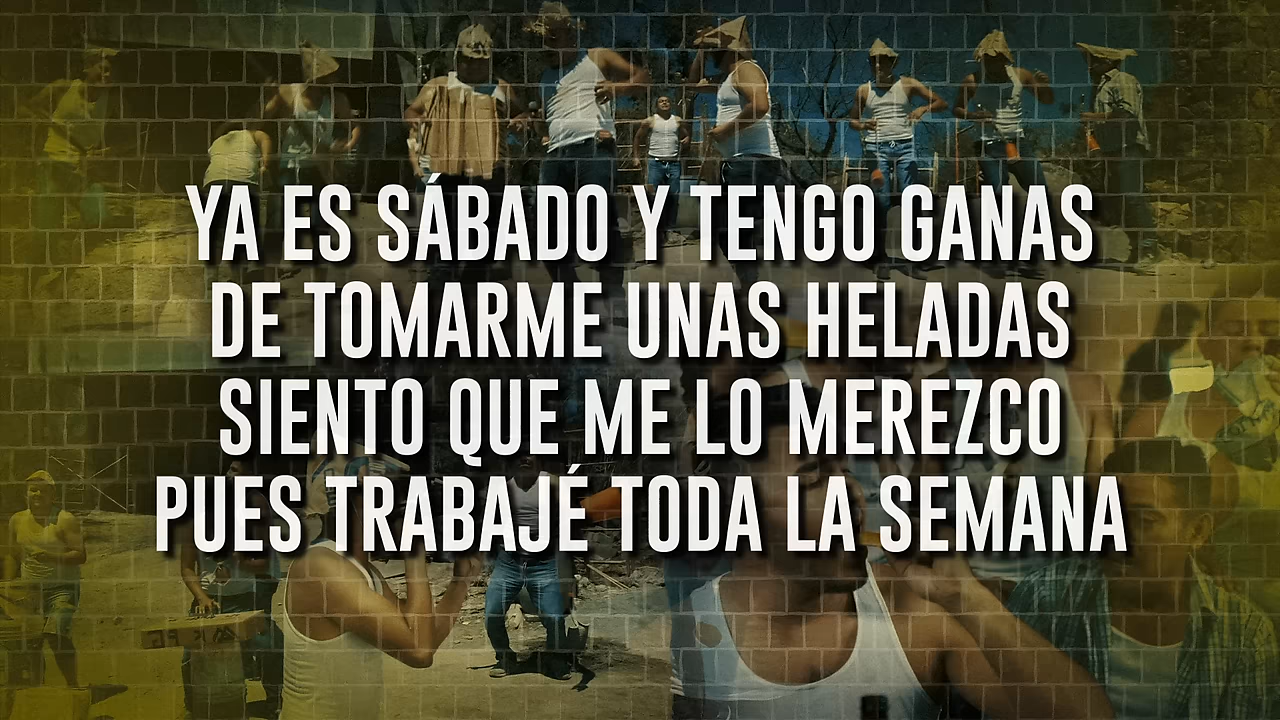 YA ES SÁBADO Y TENGO GANAS
DE TOMARME UNAS HELADAS
SIENTO QUE ME LO MEREZCO
PUES TRABAJÉ TODA LA SEMANA